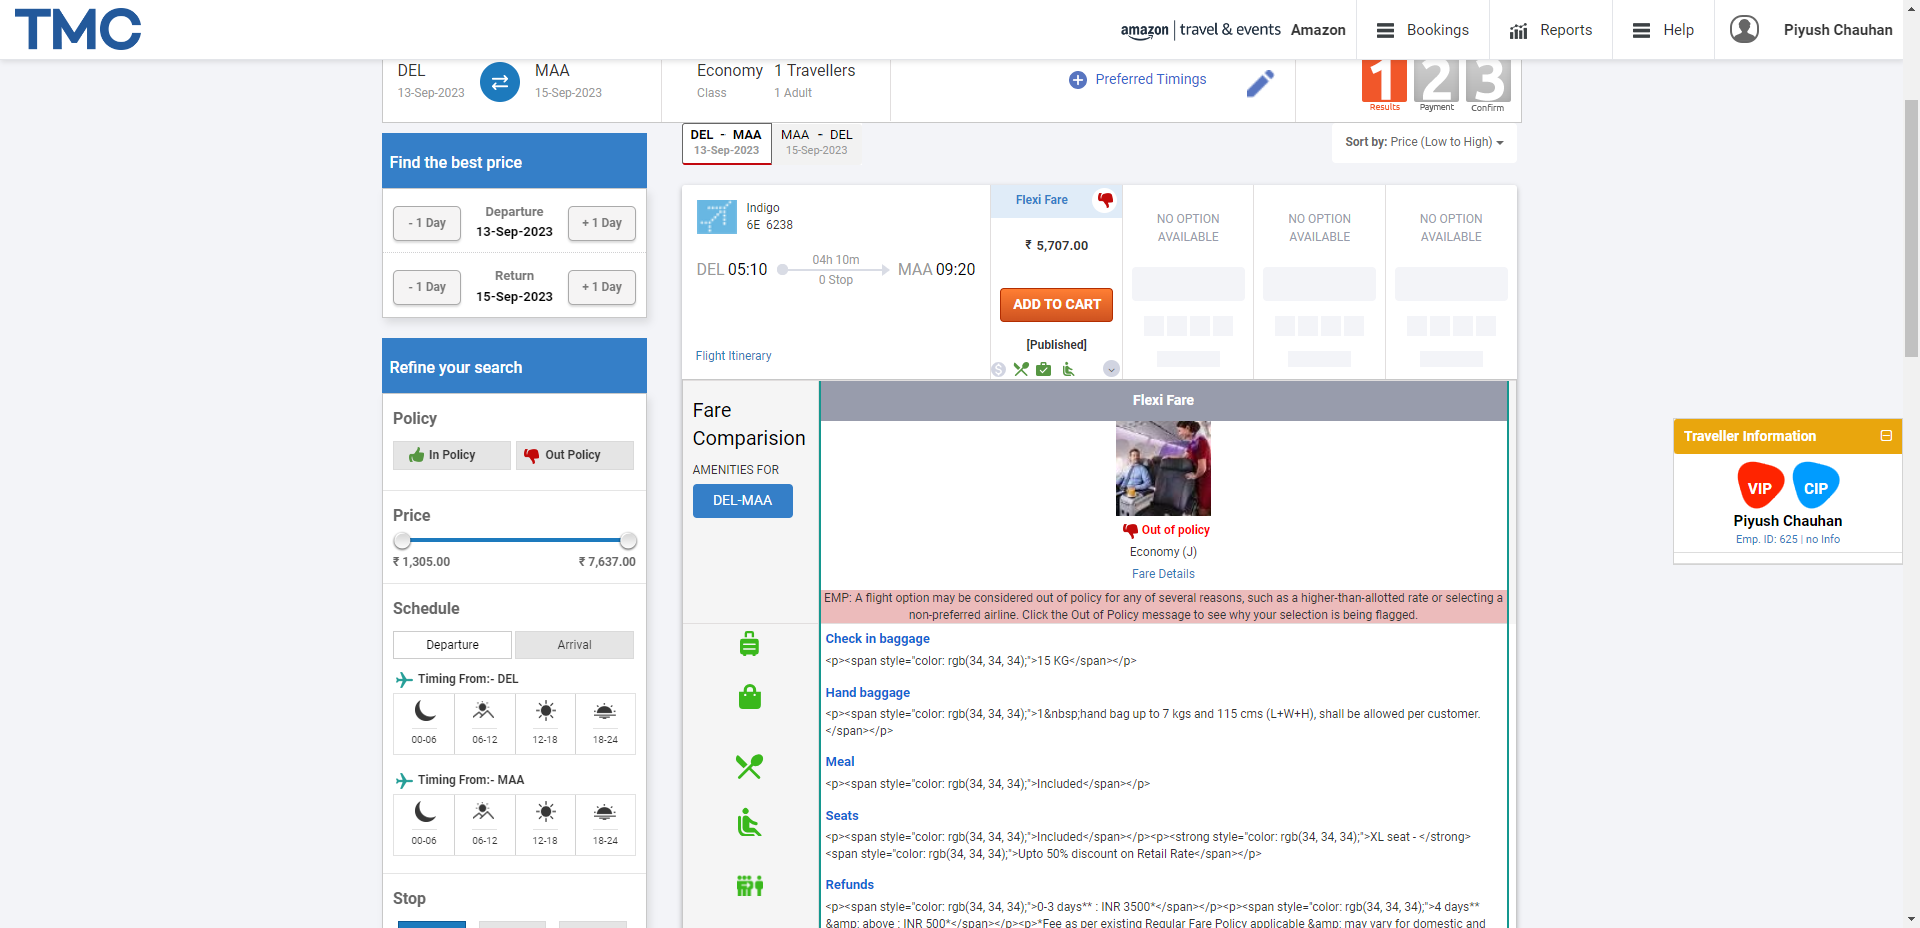 TMC
amazon | travel & events Amazon
Bookings
Reports
Help
Piyush Chauhan
DEL
13-Sep-2023
MAA
15-Sep-2023
Economy
Class
1 Travellers
1 Adult
Preferred Timings
1 2 3
Results Payment Confirm
Find the best price
- 1 Day
Departure
13-Sep-2023
+ 1 Day
- 1 Day
Return
15-Sep-2023
+ 1 Day
Refine your search
Policy
In Policy
Out Policy
Price
₹ 1,305.00
₹ 7,637.00
Schedule
Departure
Arrival
Timing From:- DEL
00-06 06-12 12-18 18-24
Timing From:- MAA
00-06 06-12 12-18 18-24
Stop
DEL - MAA
13-Sep-2023
MAA - DEL
15-Sep-2023
Sort by: Price (Low to High)
Indigo
6E 6238
DEL 05:10
04h 10m
0 Stop
MAA 09:20
Flight Itinerary
Flexi Fare
₹ 5,707.00
ADD TO CART
[Published]
NO OPTION
AVAILABLE
NO OPTION
AVAILABLE
NO OPTION
AVAILABLE
Fare
Comparision
AMENITIES FOR
DEL-MAA
Flexi Fare
Out of policy
Economy (J)
Fare Details
EMP: A flight option may be considered out of policy for any of several reasons, such as a higher-than-allotted rate or selecting a
non-preferred airline. Click the Out of Policy message to see why your selection is being flagged.
Check in baggage
<p><span style="color: rgb(34, 34, 34);">15 KG</span></p>
Hand baggage
<p><span style="color: rgb(34, 34, 34);">1&nbsp;hand bag up to 7 kgs and 115 cms (L+W+H), shall be allowed per customer.
</span></p>
Meal
<p><span style="color: rgb(34, 34, 34);">Included</span></p>
Seats
<p><span style="color: rgb(34, 34, 34);">Included</span></p><p><strong style="color: rgb(34, 34, 34);">XL seat - </strong>
<span style="color: rgb(34, 34, 34);">Upto 50% discount on Retail Rate</span></p>
Refunds
<p><span style="color: rgb(34, 34, 34);">0-3 days** : INR 3500*</span></p><p><span style="color: rgb(34, 34, 34);">4 days**
&amp; above : INR 500*</span></p><p>*Fee as per existing Regular Fare Policy applicable &amp; may vary for domestic and
Traveller Information
VIP CIP
Piyush Chauhan
Emp. ID: 625 | no Info